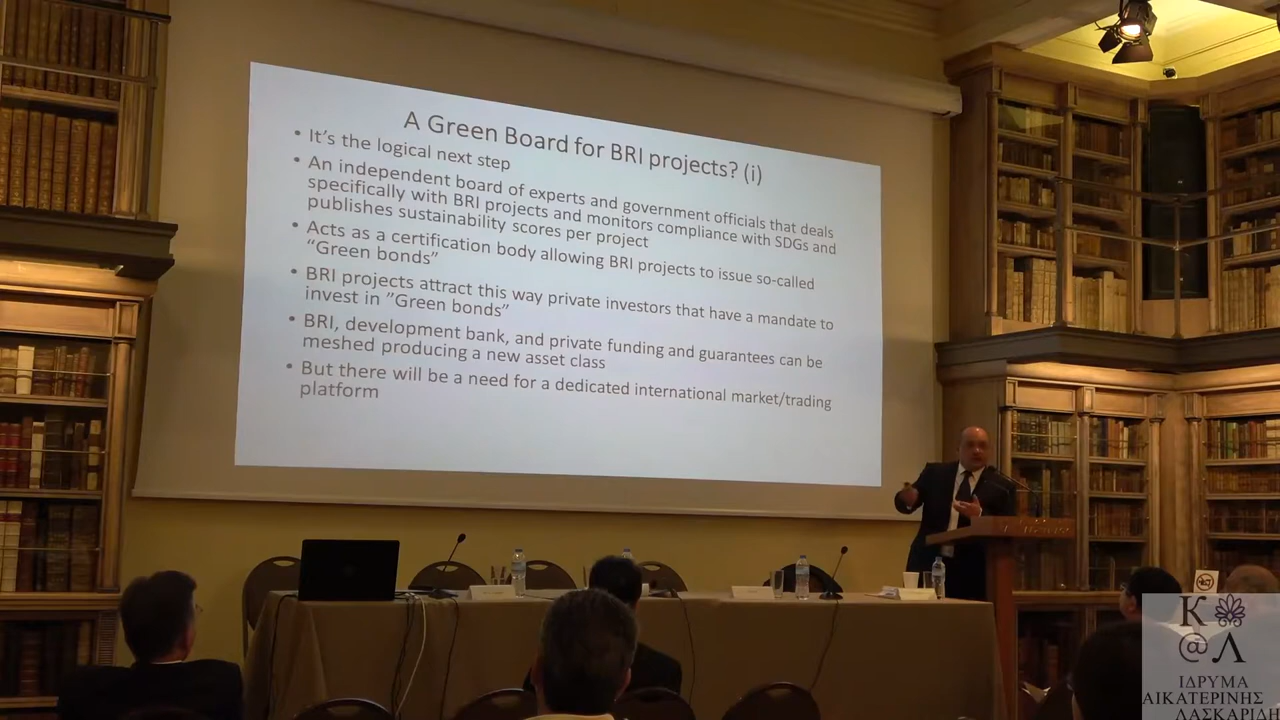 A Green Board for BRI projects? (i)
• It’s the logical next step
• An independent board of experts and government officials that deals
specifically with BRI projects and monitors compliance with SDGs and
publishes sustainability scores per project
• Acts as a certification body allowing BRI projects to issue so-called
“Green bonds”
• BRI projects attract this way private investors that have a mandate to
invest in ”Green bonds”
• BRI, development bank, and private funding and guarantees can be
meshed producing a new asset class
• But there will be a need for a dedicated international market/trading
platform
Κ
@Λ
ΙΔΡΥΜΑ
ΑΙΚΑΤΕΡΙΝΗΣ
ΛΑΣΚΑΡΙΔΗ